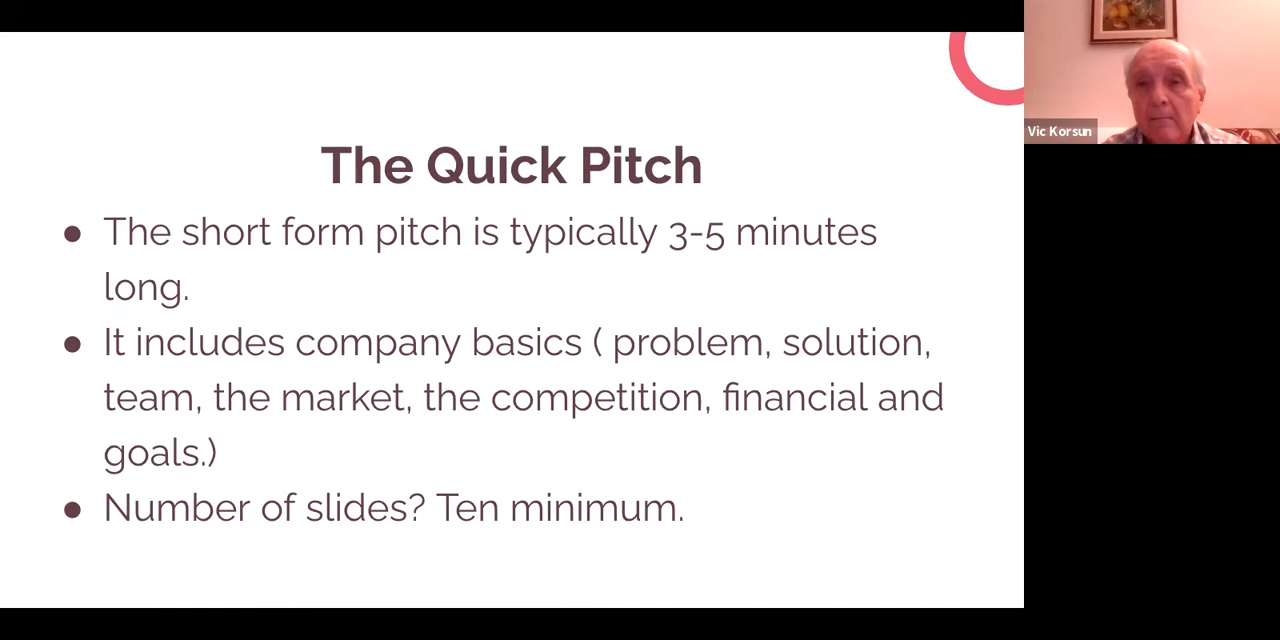 The Quick Pitch
● The short form pitch is typically 3-5 minutes
long.
● It includes company basics ( problem, solution,
team, the market, the competition, financial and
goals.)
● Number of slides? Ten minimum.
Vic Korsun